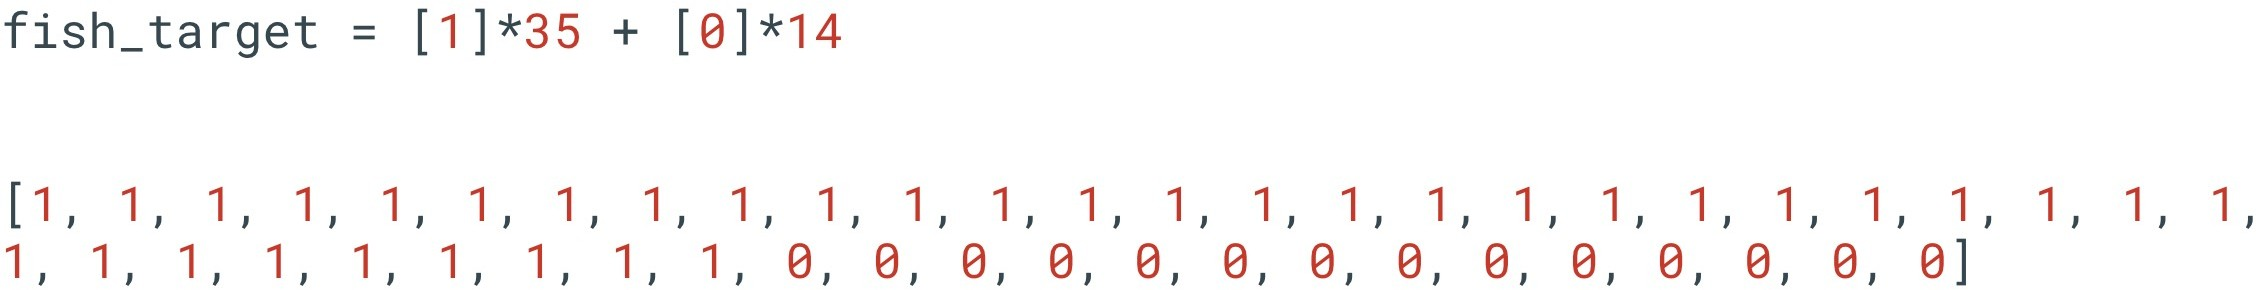 fish_target = [1]*35 + [0]*14
[1, 1, 1, 1, 1, 1, 1, 1, 1, 1, 1, 1, 1, 1, 1, 1, 1, 1, 1, 1, 1, 1, 1, 1, 1, 1,
1, 1, 1, 1, 1, 1, 1, 1, 1, 0, 0, 0, 0, 0, 0, 0, 0, 0, 0, 0, 0, 0, 0]